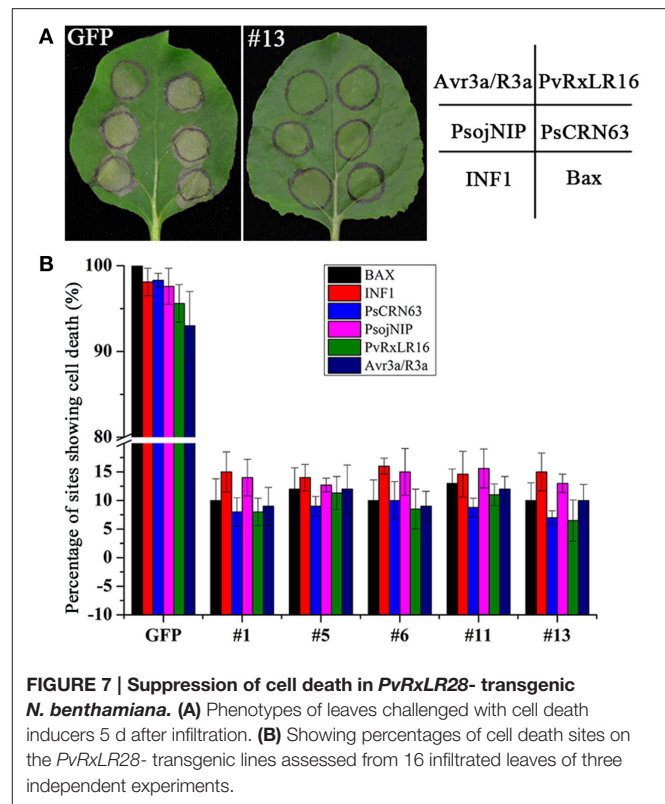 A
GFP
#13
Avr3a/R3a PvRxLR16
PsojNIP PsCRN63
INF1 Bax
B
Percentage of sites showing cell death (%)
100
90
80
15
10
5
0
-5
-10
BAX
INF1
PsCRN63
PsojNIP
PvRxLR16
Avr3a/R3a
GFP #1 #5 #6 #11 #13
FIGURE 7 | Suppression of cell death in PvRxLR28- transgenic
N. benthamiana. (A) Phenotypes of leaves challenged with cell death
inducers 5 d after infiltration. (B) Showing percentages of cell death sites on
the PvRxLR28- transgenic lines assessed from 16 infiltrated leaves of three
independent experiments.